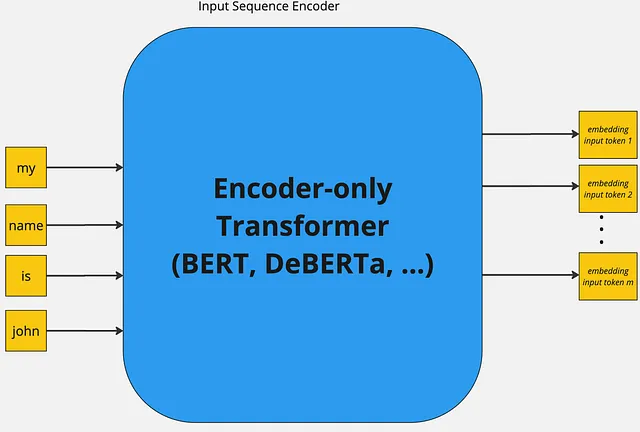 Input Sequence Encoder
my
name
is
john
Encoder-only
Transformer
(BERT, DeBERTa, ...)
embedding
input token 1
embedding
input token 2
embedding
input token m